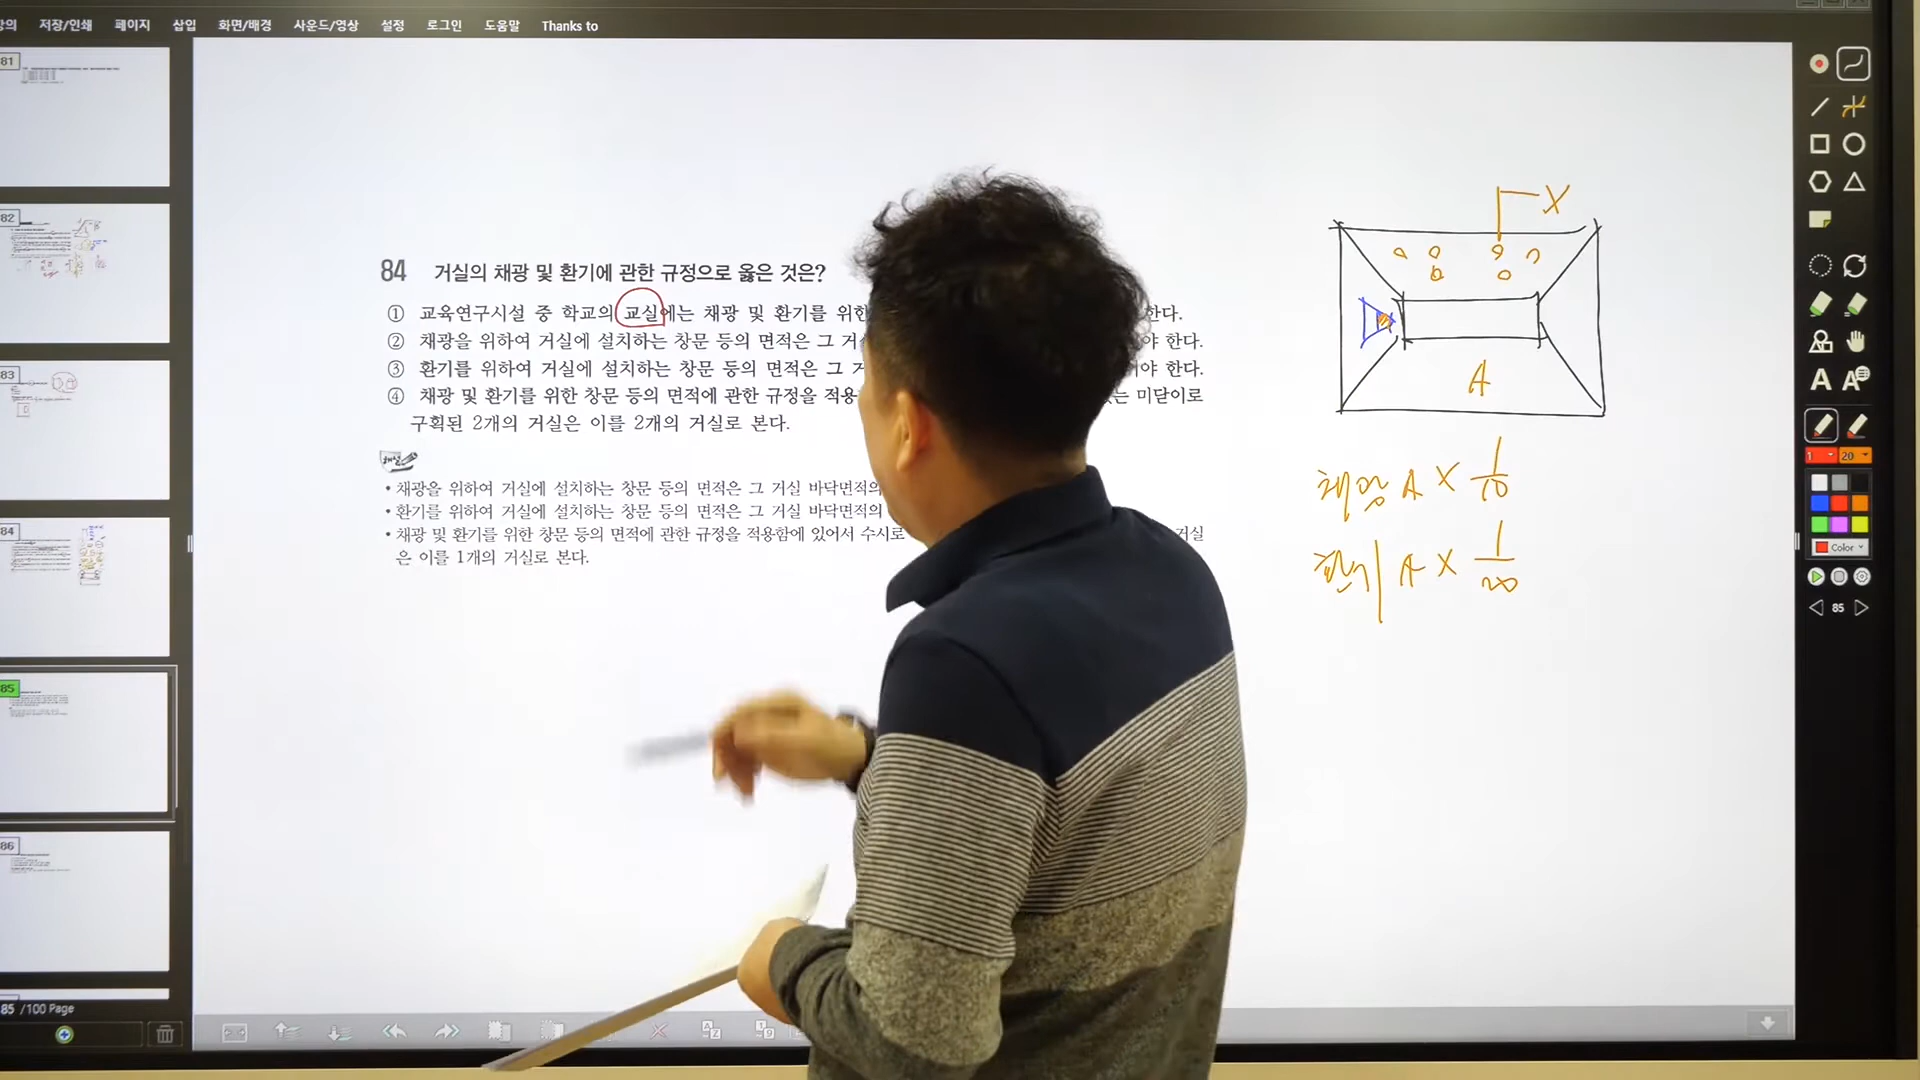 저장/인쇄 페이지 삽입 화면/배경 사운드/영상 설정 로그인 도움말 Thanks to
81
82
83
84
85
86
85 /100 Page
84 거실의 채광 및 환기에 관한 규정으로 옳은 것은?
① 교육연구시설 중 학교의 교실에는 채광 및 환기를 위한 한다.
② 채광을 위하여 거실에 설치하는 창문 등의 면적은 그 한다.
③ 환기를 위하여 거실에 설치하는 창문 등의 면적은 그 한다.
④ 채광 및 환기를 위한 창문 등의 면적에 관한 규정을 미닫이로
구획된 2개의 거실은 이를 2개의 거실로 본다.
해설
• 채광을 위하여 거실에 설치하는 창문 등의 면적은 그 거실 바닥면적의
• 환기를 위하여 거실에 설치하는 창문 등의 면적은 그 거실 바닥면적의
• 채광 및 환기를 위한 창문 등의 면적에 관한 규정을 적용함에 있어서 수시로 거실
은 이를 1개의 거실로 본다.
X
A
채광 A X 1/10
환기 A X 1/20
A A
1 20
Color
85